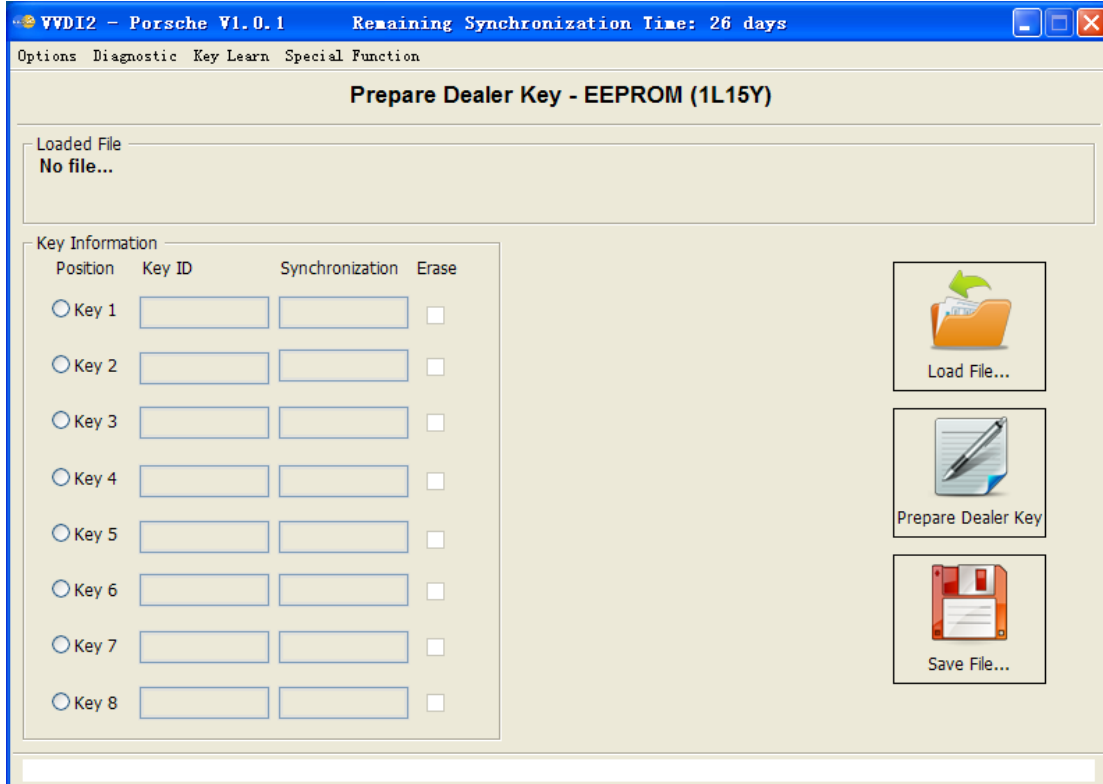 VVDI2 - Porsche V1.0.1 Remaining Synchronization Time: 26 days
Options Diagnostic Key Learn Special Function
Prepare Dealer Key - EEPROM (1L15Y)
Loaded File
No file...
Key Information
Position Key ID Synchronization Erase
Key 1
Key 2
Key 3
Key 4
Key 5
Key 6
Key 7
Key 8
Load File...
Prepare Dealer Key
Save File...